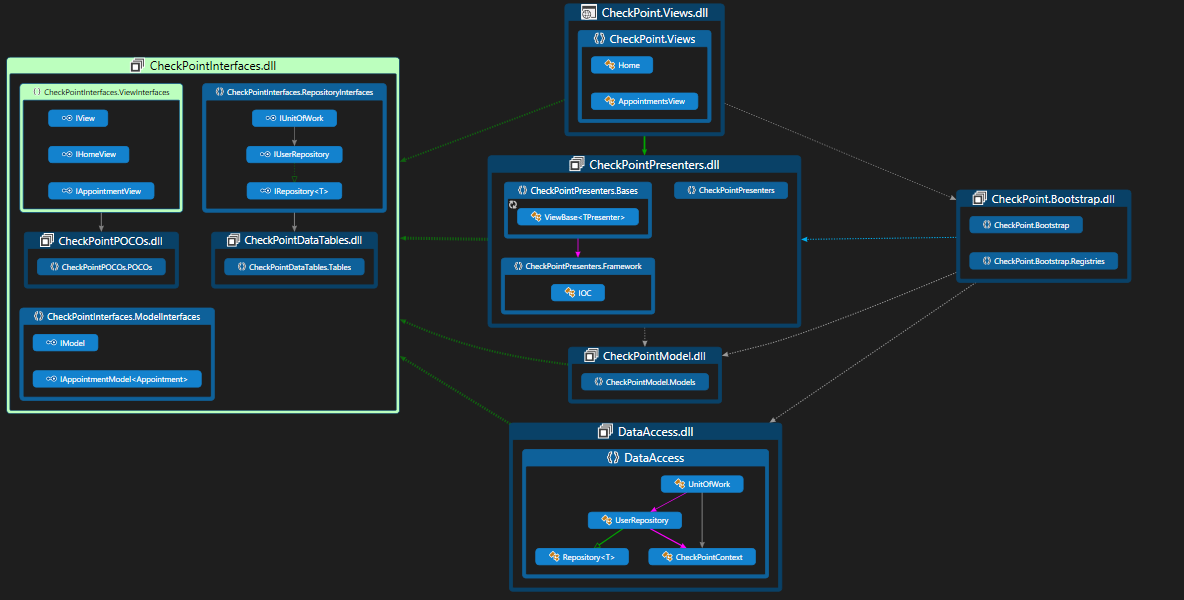 CheckPoint.Views.dll
CheckPoint.Views
Home
AppointmentsView
CheckPointInterfaces.dll
CheckPointInterfaces.ViewInterfaces
IView
IHomeView
IAppointmentView
CheckPointInterfaces.RepositoryInterfaces
IUnitOfWork
IUserRepository
IRepository<T>
CheckPointPOCOs.dll
CheckPointPOCOs.POCOs
CheckPointDataTables.dll
CheckPointDataTables.Tables
CheckPointInterfaces.ModelInterfaces
IModel
IAppointmentModel<Appointment>
CheckPointPresenters.dll
CheckPointPresenters.Bases
ViewBase<TPresenter>
CheckPointPresenters
CheckPointPresenters.Framework
IOC
CheckPoint.Bootstrap.dll
CheckPoint.Bootstrap
CheckPoint.Bootstrap.Registries
CheckPointModel.dll
CheckPointModel.Models
DataAccess.dll
DataAccess
UnitOfWork
UserRepository
Repository<T>
CheckPointContext